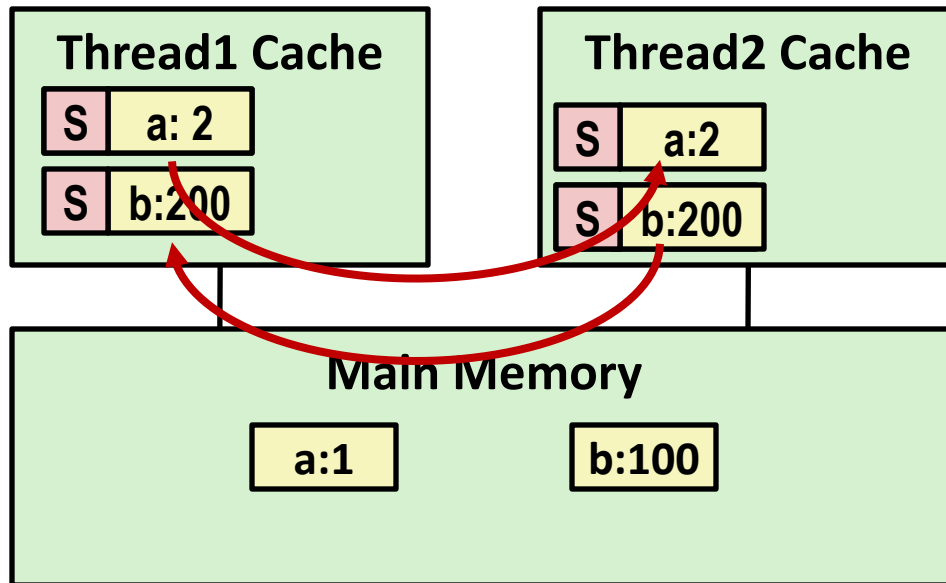 Thread1 Cache
S a: 2
S b:200
Thread2 Cache
S a:2
S b:200
Main Memory
a:1
b:100